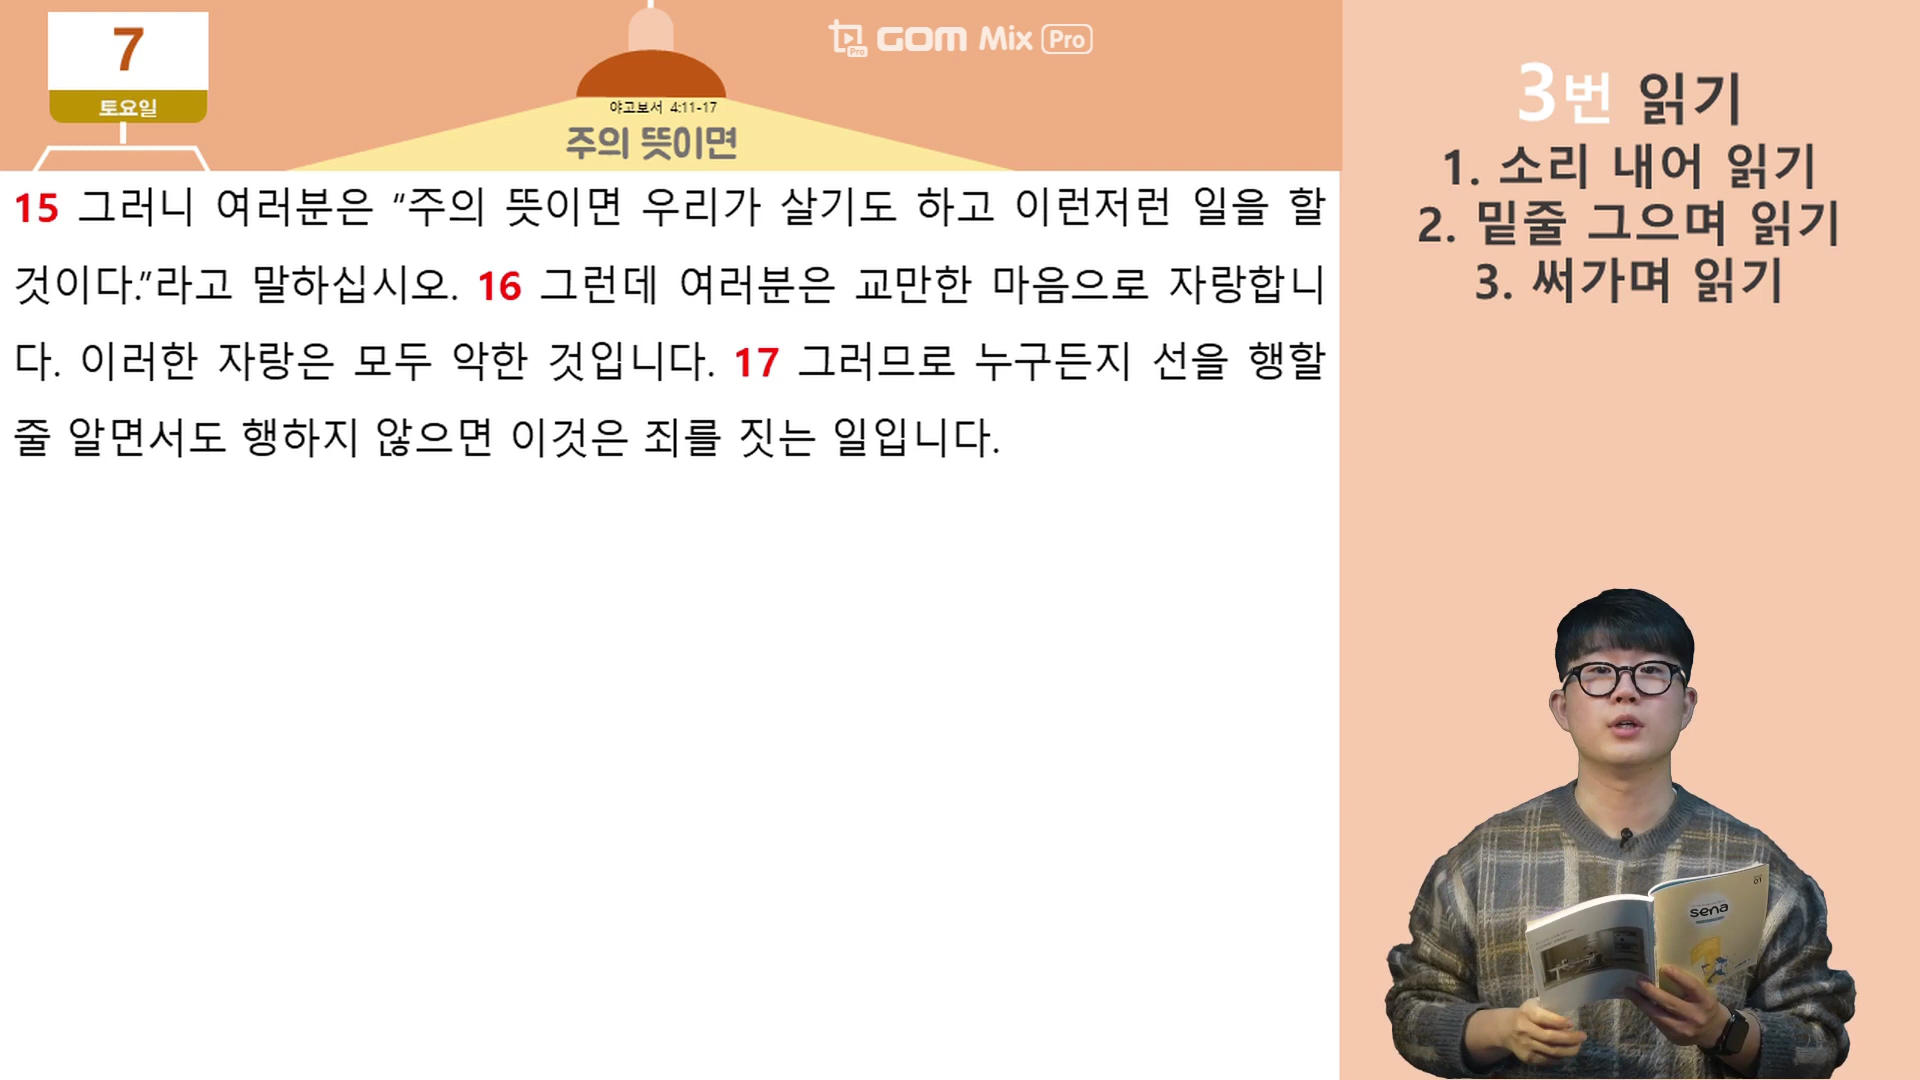 7
토요일
야고보서 4:11-17
주의 뜻이면
GOM Mix Pro
Pro
15 그러니 여러분은 "주의 뜻이면 우리가 살기도 하고 이런저런 일을 할
것이다."라고 말하십시오. 16 그런데 여러분은 교만한 마음으로 자랑합니
다. 이러한 자랑은 모두 악한 것입니다. 17 그러므로 누구든지 선을 행할
줄 알면서도 행하지 않으면 이것은 죄를 짓는 일입니다.
3번 읽기
1. 소리 내어 읽기
2. 밑줄 그으며 읽기
3. 써가며 읽기
01
sena